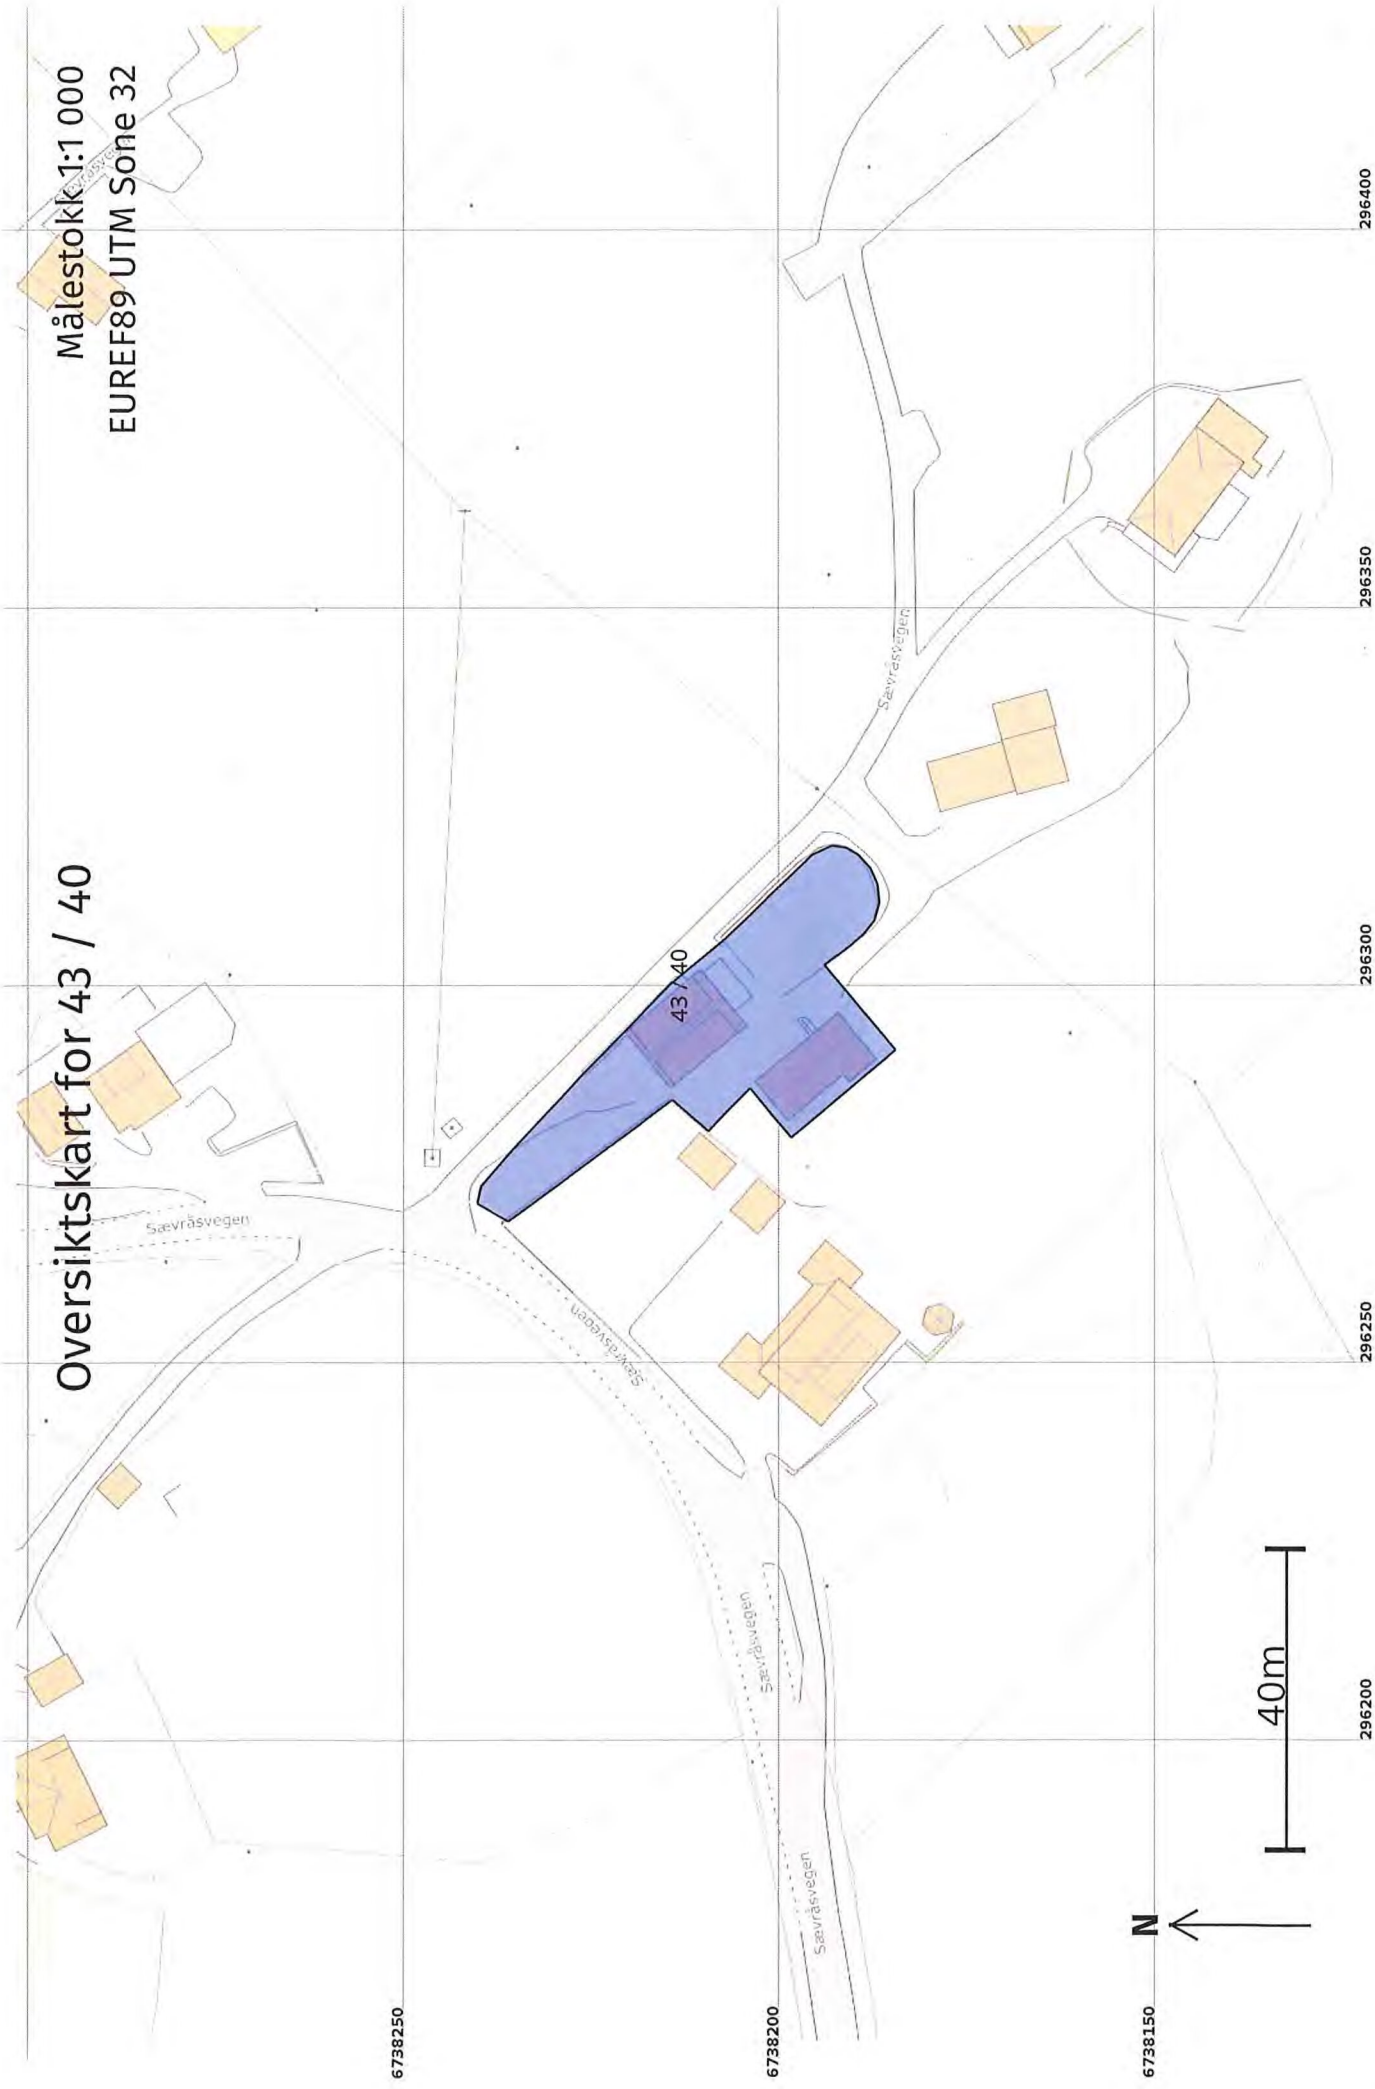 Oversiktskart for 43 / 40
Målestokk 1:1 000
EUREF89 UTM Sone 32
Sævråsvegen
Sævråsvegen
Sævråsvegen
Sævråsvegen
Sævråsvegen
Sævråsvegen
43 / 40
6738250
6738200
6738150
296200
296250
296300
296350
296400
N
40m